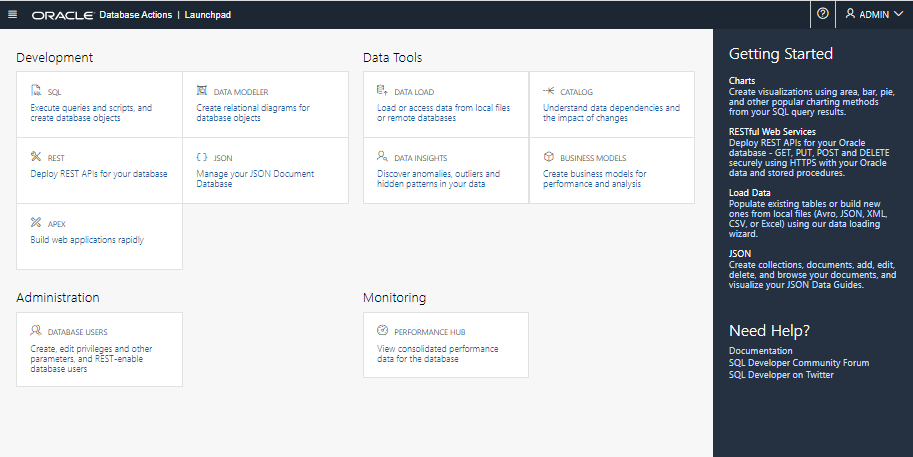 ORACLE Database Actions | Launchpad
ADMIN
Development
SQL
Execute queries and scripts, and
create database objects
DATA MODELER
Create relational diagrams for
database objects
REST
Deploy REST APIs for your database
JSON
Manage your JSON Document
Database
APEX
Build web applications rapidly
Data Tools
DATA LOAD
Load or access data from local files
or remote databases
CATALOG
Understand data dependencies and
the impact of changes
DATA INSIGHTS
Discover anomalies, outliers and
hidden patterns in your data
BUSINESS MODELS
Create business models for
performance and analysis
Administration
DATABASE USERS
Create, edit privileges and other
parameters, and REST-enable
database users
Monitoring
PERFORMANCE HUB
View consolidated performance
data for the database
Getting Started
Charts
Create visualizations using area, bar, pie,
and other popular charting methods
from your SQL query results.
RESTful Web Services
Deploy REST APIs for your Oracle
database - GET, PUT, POST and DELETE
securely using HTTPS with your Oracle
data and stored procedures.
Load Data
Populate existing tables or build new
ones from local files (Avro, JSON, XML,
CSV, or Excel) using our data loading
wizard.
JSON
Create collections, documents, add, edit,
delete, and browse your documents, and
visualize your JSON Data Guides.
Need Help?
Documentation
SQL Developer Community Forum
SQL Developer on Twitter